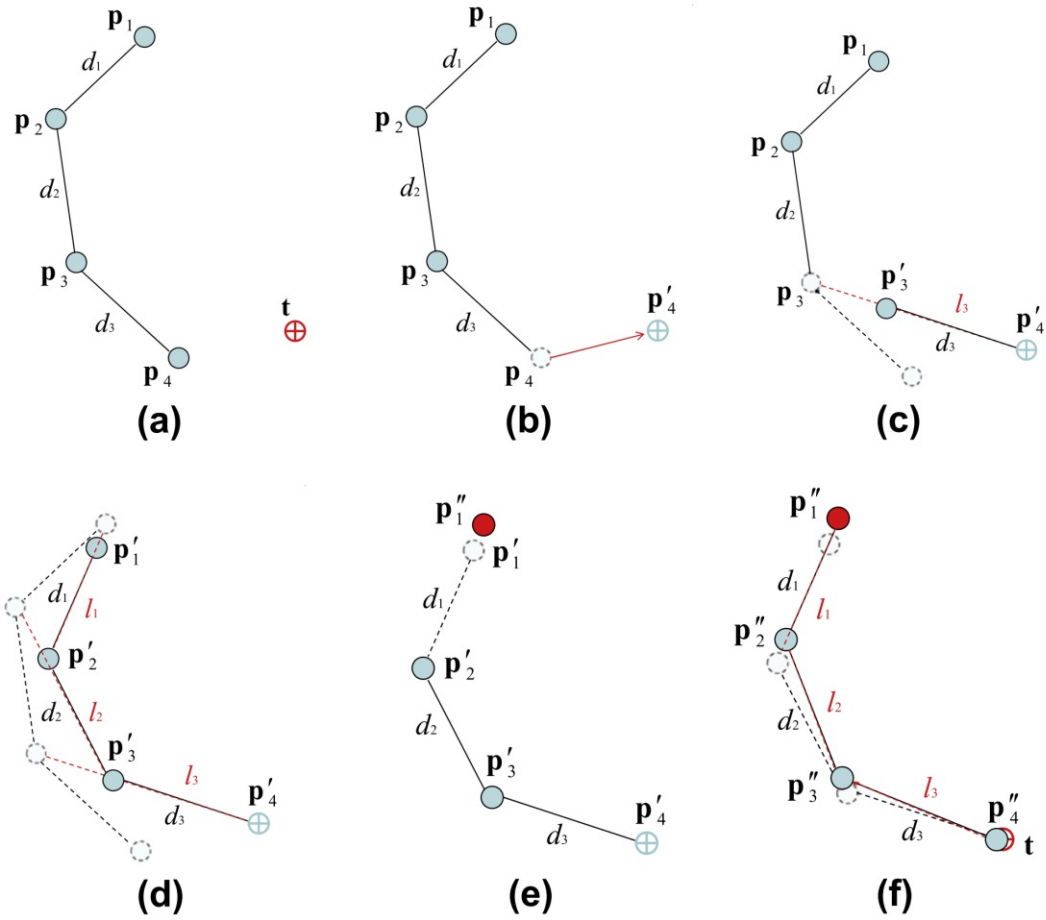 p1
d1
p2
d2
p3
t
d3
p4
(a)
p1
d1
p2
d2
p3
p′4
d3
p4
(b)
p1
d1
p2
d2
p′3
p3
l3
p′4
d3
(c)
p′1
d1
l1
p′2
d2
l2
p′3
l3
p′4
d3
(d)
p″1
p′1
d1
p′2
d2
p′3
p′4
d3
(e)
p″1
d1
l1
p″2
l2
d2
p″3
l3
p″4
d3
t
(f)